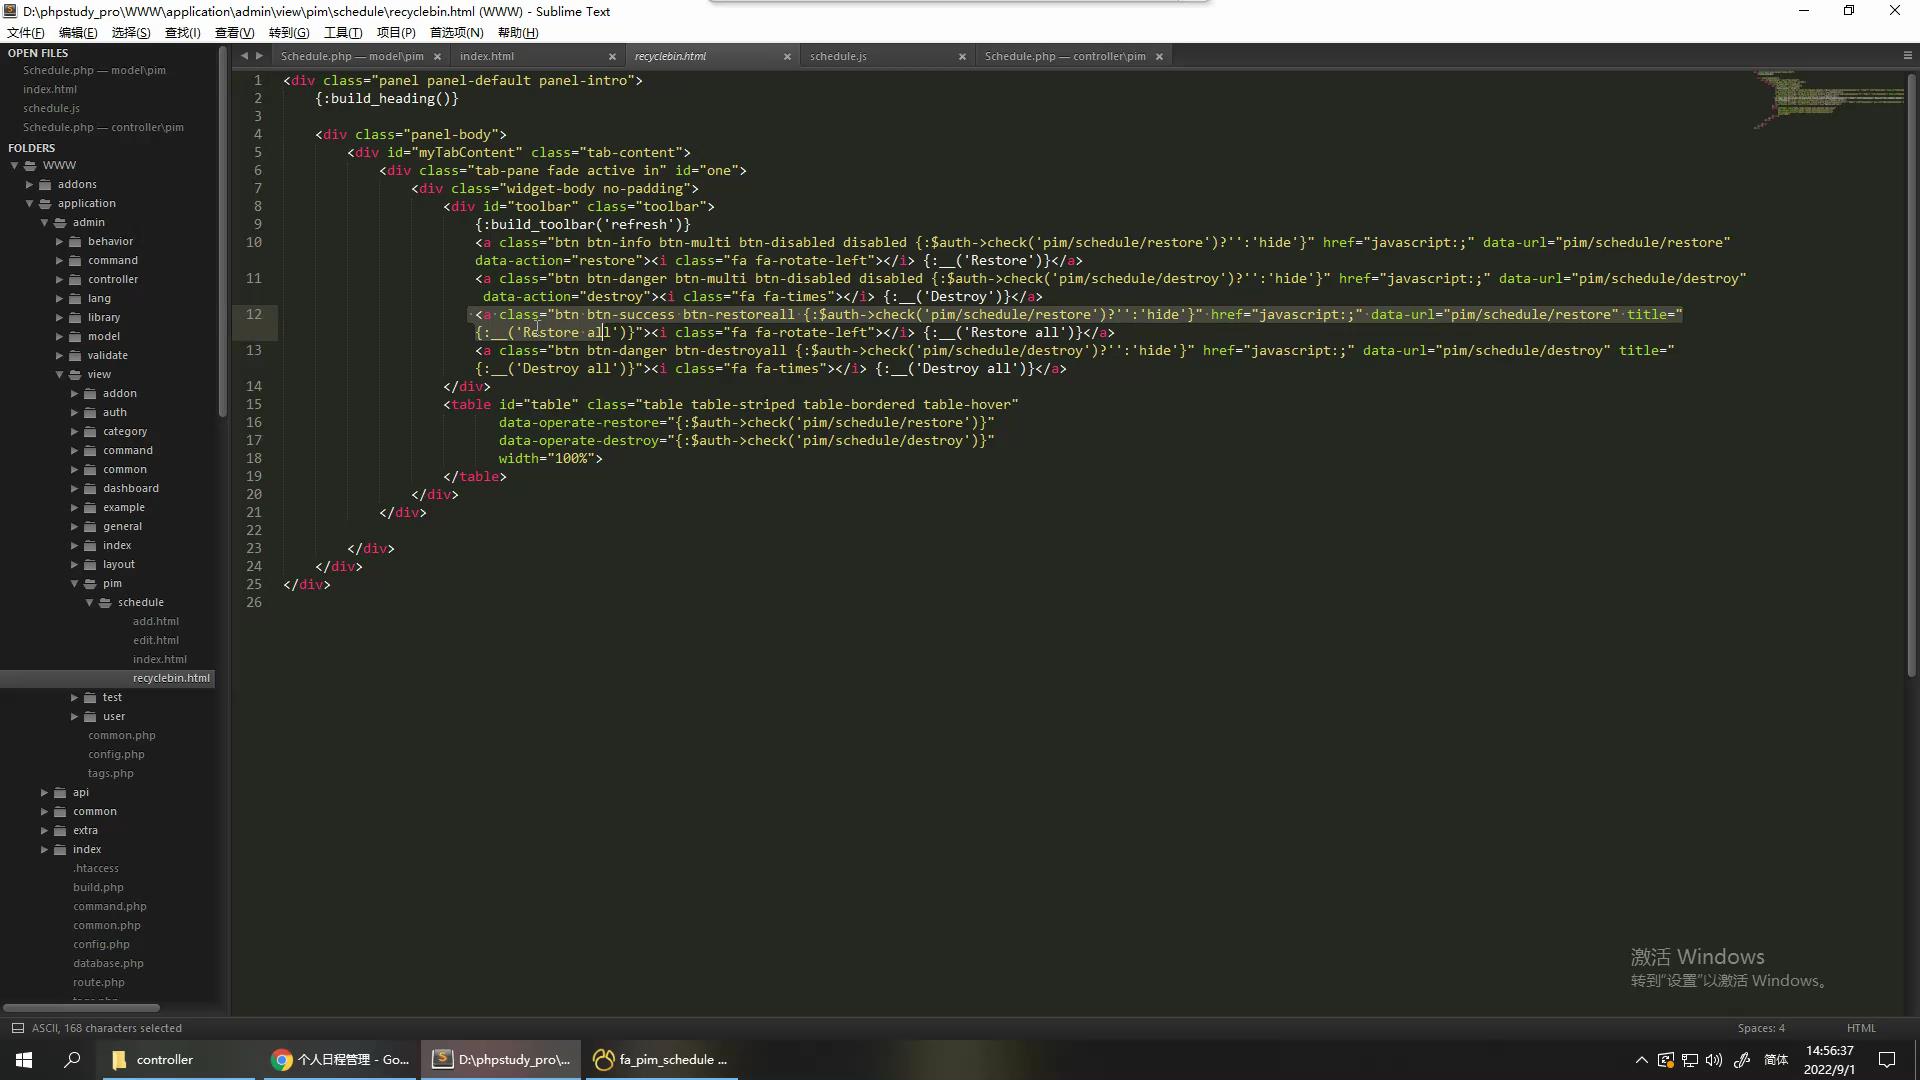 D:\phpstudy_pro\WWW\application\admin\view\pim\schedule\recyclebin.html (WWW) - Sublime Text
文件(F) 编辑(E) 选择(S) 查找(I) 查看(V) 转到(G) 工具(T) 项目(P) 首选项(N) 帮助(H)
OPEN FILES
Schedule.php — model\pim
index.html
schedule.js
Schedule.php — controller\pim
FOLDERS
WWW
addons
application
admin
behavior
command
controller
lang
library
model
validate
view
addon
auth
category
command
common
dashboard
example
general
index
layout
pim
schedule
add.html
edit.html
index.html
recyclebin.html
test
user
common.php
config.php
tags.php
api
common
extra
index
.htaccess
build.php
command.php
common.php
config.php
database.php
route.php
tags.php
Schedule.php — model\pim
index.html
recyclebin.html
schedule.js
Schedule.php — controller\pim
1 <div class="panel panel-default panel-intro">
2 {:build_heading()}
3
4 <div class="panel-body">
5 <div id="myTabContent" class="tab-content">
6 <div class="tab-pane fade active in" id="one">
7 <div class="widget-body no-padding">
8 <div id="toolbar" class="toolbar">
9 {:build_toolbar('refresh')}
10 <a class="btn btn-info btn-multi btn-disabled disabled {:$auth->check('pim/schedule/restore')?'':'hide'}" href="javascript:;" data-url="pim/schedule/restore"
data-action="restore"><i class="fa fa-rotate-left"></i> {:__('Restore')}</a>
11 <a class="btn btn-danger btn-multi btn-disabled disabled {:$auth->check('pim/schedule/destroy')?'':'hide'}" href="javascript:;" data-url="pim/schedule/destroy"
data-action="destroy"><i class="fa fa-times"></i> {:__('Destroy')}</a>
12 <a class="btn btn-success btn-restoreall {:$auth->check('pim/schedule/restore')?'':'hide'}" href="javascript:;" data-url="pim/schedule/restore" title="
{:__('Restore all')}"><i class="fa fa-rotate-left"></i> {:__('Restore all')}</a>
13 <a class="btn btn-danger btn-destroyall {:$auth->check('pim/schedule/destroy')?'':'hide'}" href="javascript:;" data-url="pim/schedule/destroy" title="
{:__('Destroy all')}"><i class="fa fa-times"></i> {:__('Destroy all')}</a>
14 </div>
15 <table id="table" class="table table-striped table-bordered table-hover"
16 data-operate-restore="{:$auth->check('pim/schedule/restore')}"
17 data-operate-destroy="{:$auth->check('pim/schedule/destroy')}"
18 width="100%">
19 </table>
20 </div>
21 </div>
22
23 </div>
24 </div>
25 </div>
26
激活 Windows
转到"设置"以激活 Windows。
ASCII, 168 characters selected
Spaces: 4
HTML
controller
个人日程管理 - Go...
D:\phpstudy_pro\...
fa_pim_schedule ...
简体
14:56:37
2022/9/1